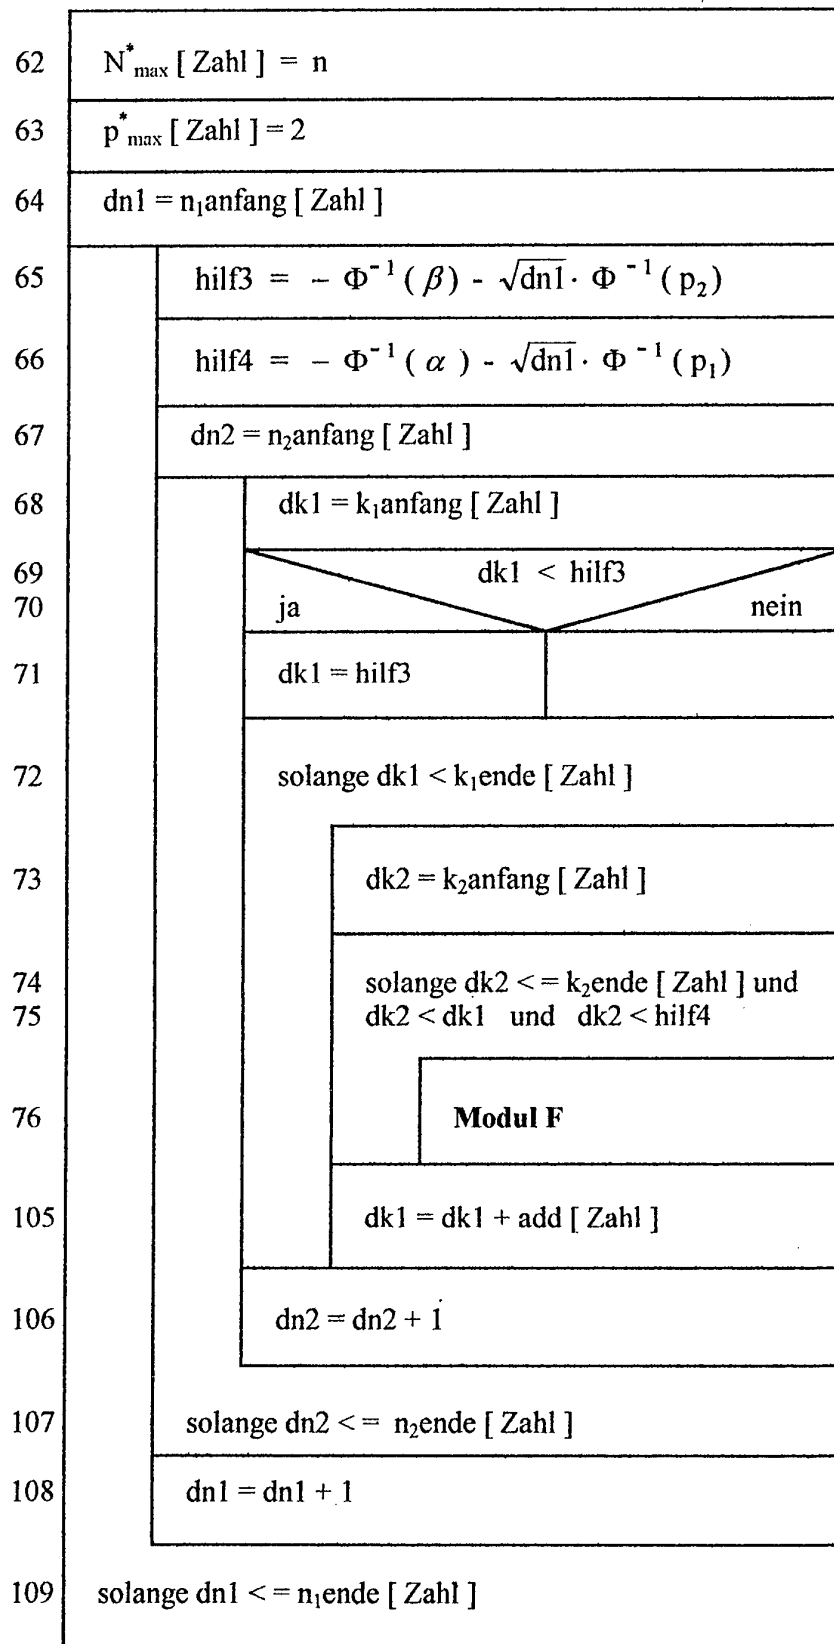 62 N*max [ Zahl ] = n
63 p*max [ Zahl ] = 2
64 dn1 = n₁anfang [ Zahl ]
65 hilf3 = - Φ⁻¹ ( β ) - √dn1 · Φ⁻¹ ( p₂ )
66 hilf4 = - Φ⁻¹ ( α ) - √dn1 · Φ⁻¹ ( p₁ )
67 dn2 = n₂anfang [ Zahl ]
68 dk1 = k₁anfang [ Zahl ]
69 dk1 < hilf3
70 ja nein
71 dk1 = hilf3
72 solange dk1 < k₁ende [ Zahl ]
73 dk2 = k₂anfang [ Zahl ]
74 solange dk2 < = k₂ende [ Zahl ] und
75 dk2 < dk1 und dk2 < hilf4
76 Modul F
105 dk1 = dk1 + add [ Zahl ]
106 dn2 = dn2 + 1
107 solange dn2 < = n₂ende [ Zahl ]
108 dn1 = dn1 + 1
109 solange dn1 < = n₁ende [ Zahl ]